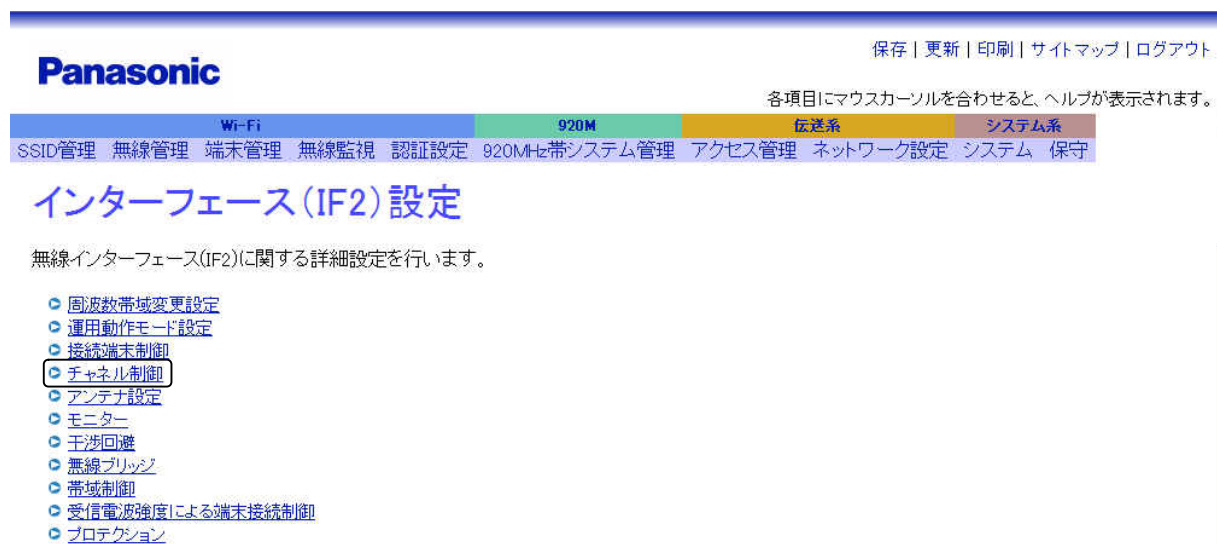 保存 | 更新 | 印刷 | サイトマップ | ログアウト
Panasonic
各項目にマウスカーソルを合わせると、ヘルプが表示されます。
Wi-Fi 920M 伝送系 システム系
SSID管理 無線管理 端末管理 無線監視 認証設定 920MHz帯システム管理 アクセス管理 ネットワーク設定 システム 保守
インターフェース(IF2)設定
無線インターフェース(IF2)に関する詳細設定を行います。
周波数帯域変更設定
運用動作モード設定
接続端末制御
チャネル制御
アンテナ設定
モニター
干渉回避
無線ブリッジ
帯域制御
受信電波強度による端末接続制御
プロテクション